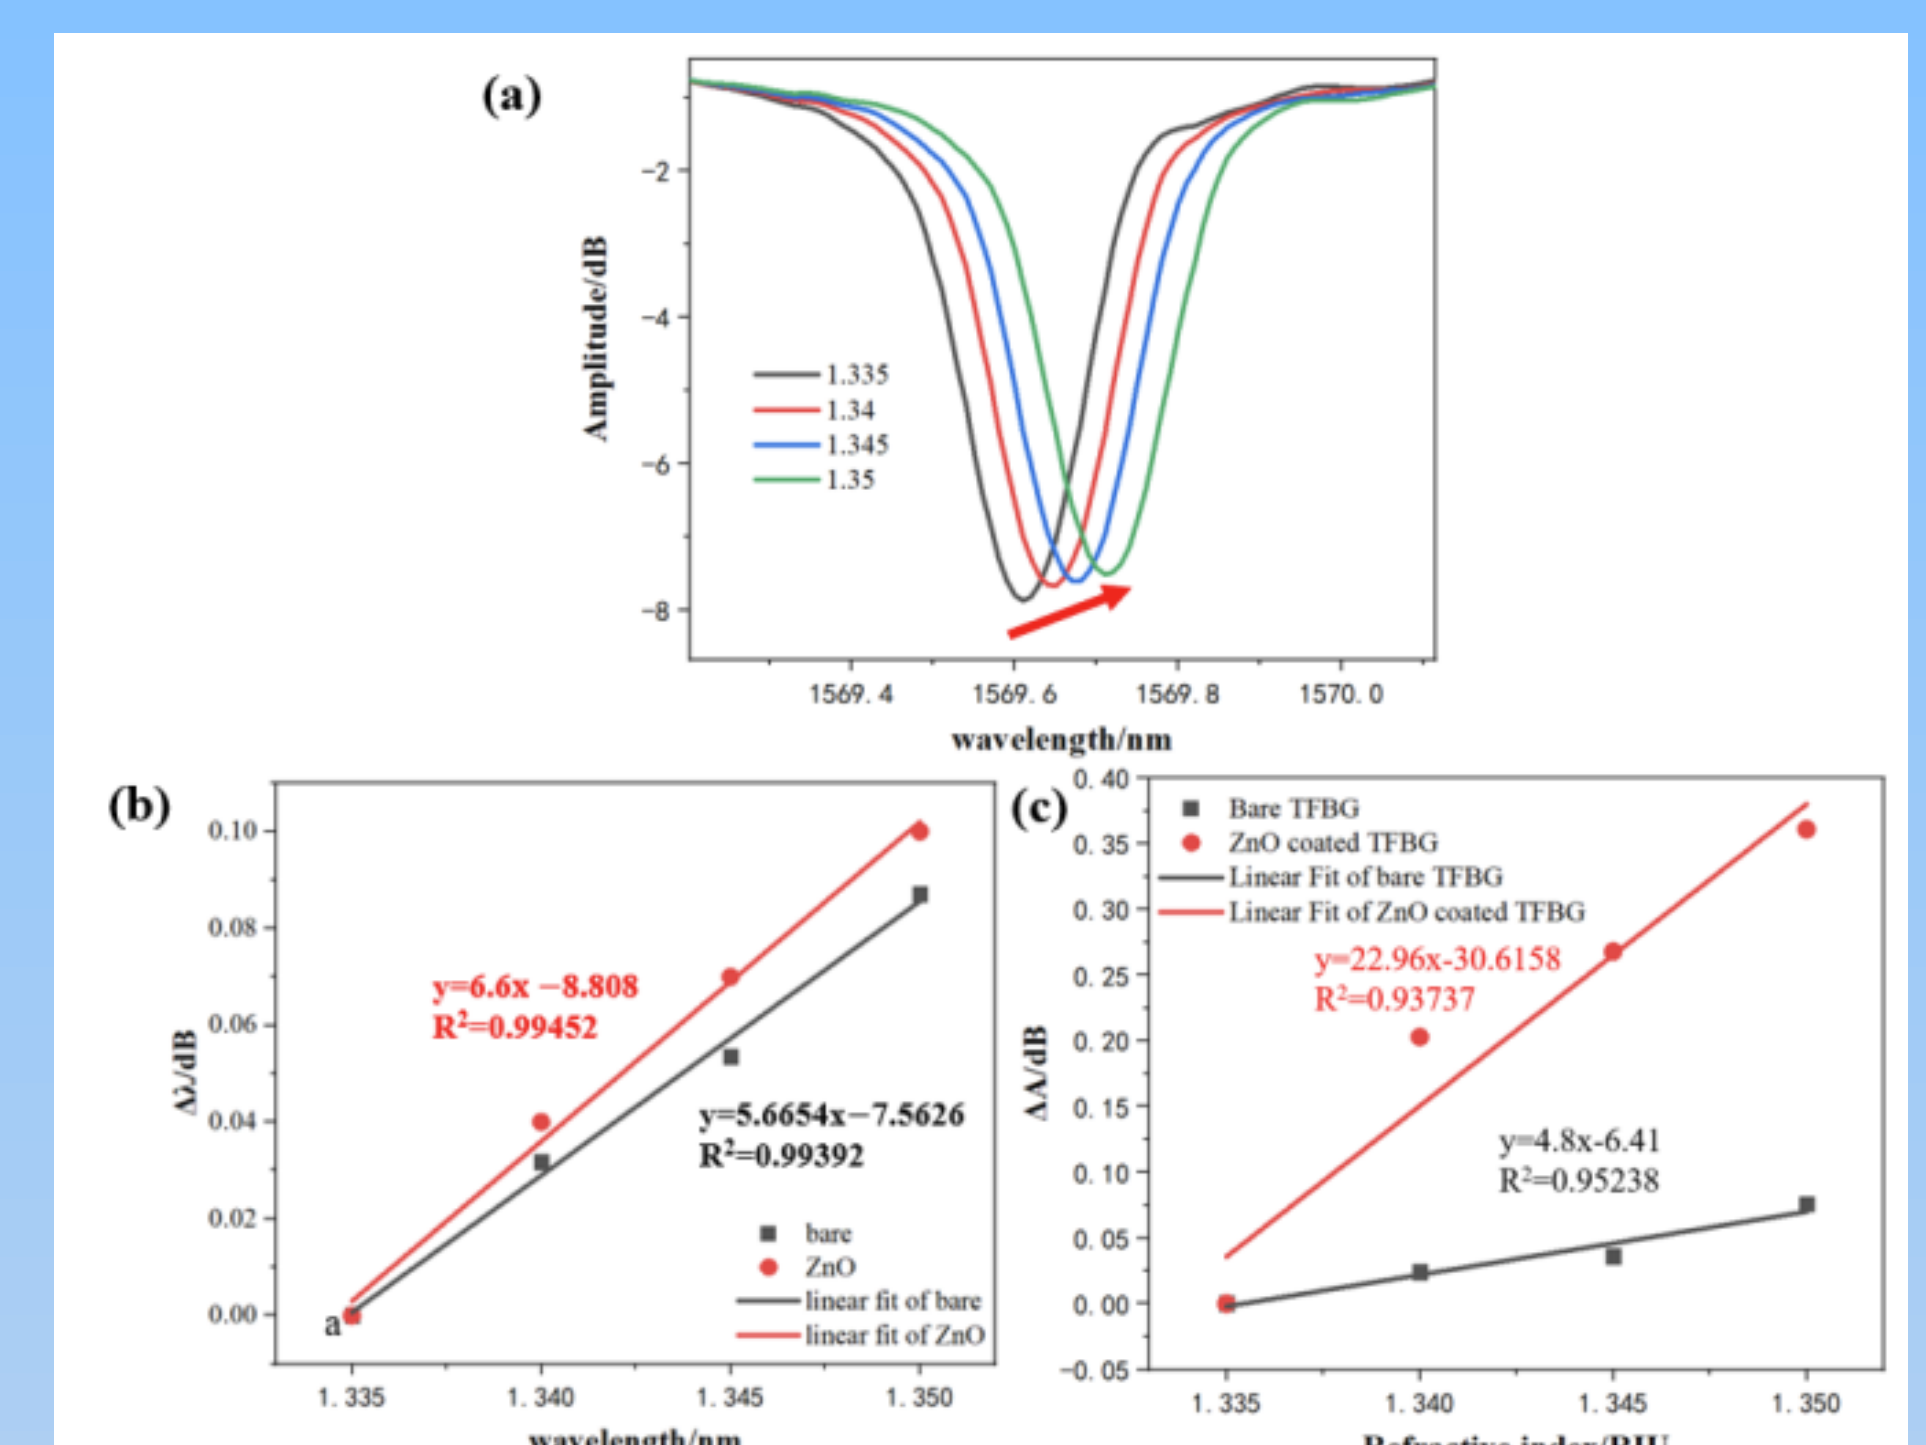 (a)
Amplitude/dB
−2
−4
−6
−8
1.335
1.34
1.345
1.35
1569.4 1569.6 1569.8 1570.0
wavelength/nm
(b)
Δλ/dB
0.10
0.08
0.06
0.04
0.02
0.00
y=6.6x −8.808
R²=0.99452
y=5.6654x−7.5626
R²=0.99392
bare
ZnO
linear fit of bare
linear fit of ZnO
a
1.335 1.340 1.345 1.350
wavelength/nm
(c)
ΔA/dB
0.40
0.35
0.30
0.25
0.20
0.15
0.10
0.05
0.00
−0.05
Bare TFBG
ZnO coated TFBG
Linear Fit of bare TFBG
Linear Fit of ZnO coated TFBG
y=22.96x-30.6158
R²=0.93737
y=4.8x-6.41
R²=0.95238
1.335 1.340 1.345 1.350
Refractive index/RIU